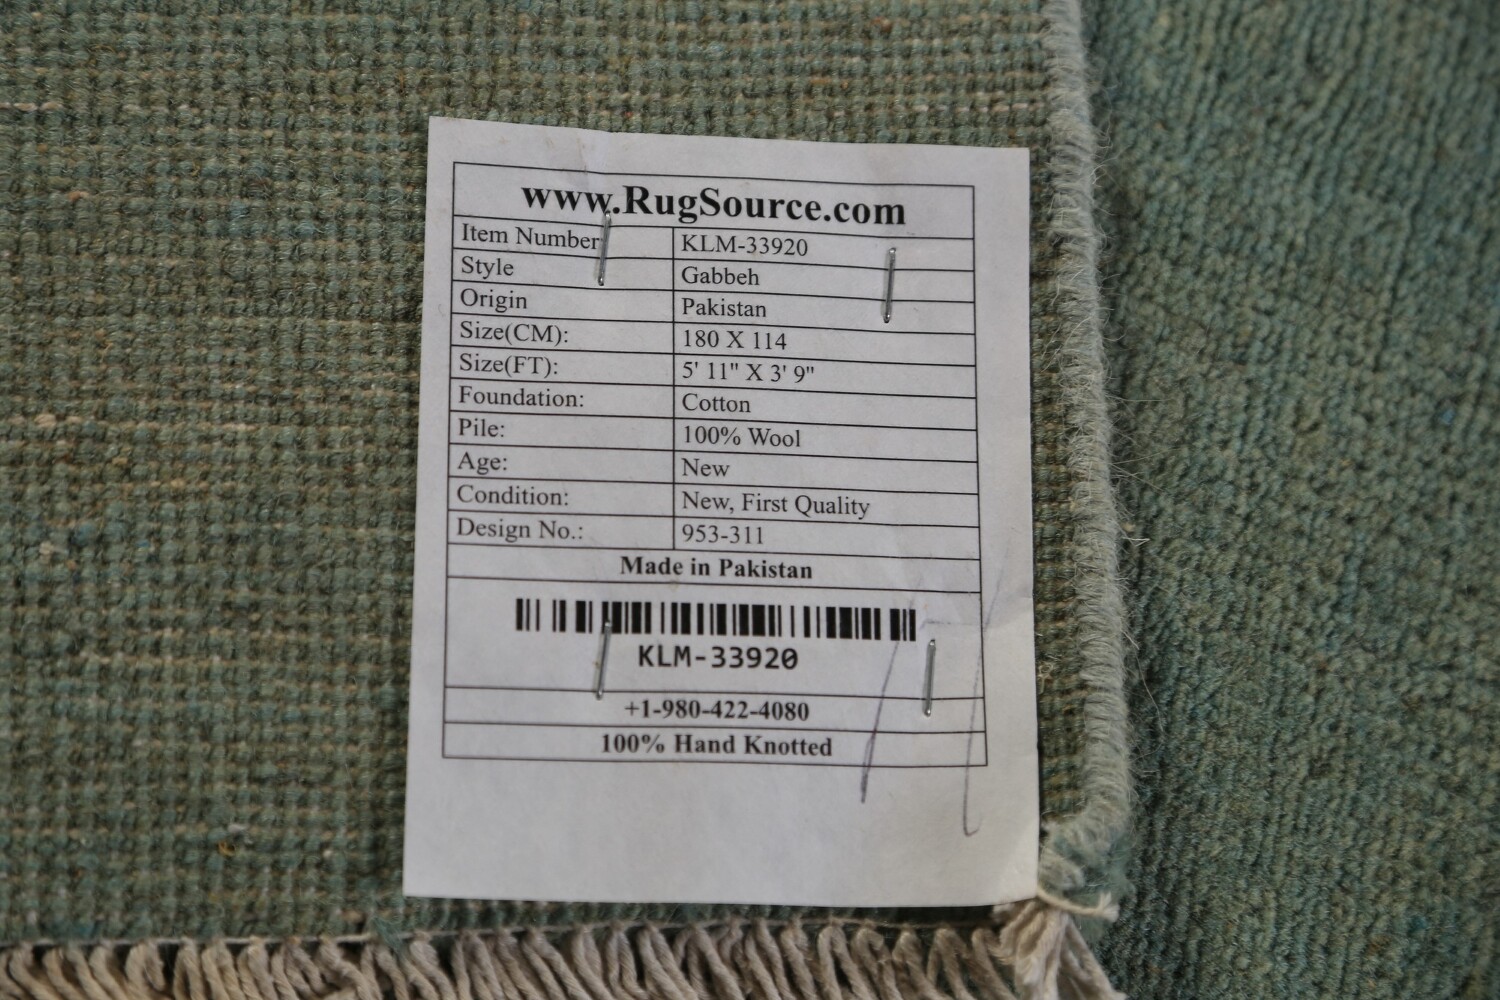 www.RugSource.com
Item Number KLM-33920
Style Gabbeh
Origin Pakistan
Size(CM): 180 X 114
Size(FT): 5' 11" X 3' 9"
Foundation: Cotton
Pile: 100% Wool
Age: New
Condition: New, First Quality
Design No.: 953-311
Made in Pakistan
KLM-33920
+1-980-422-4080
100% Hand Knotted